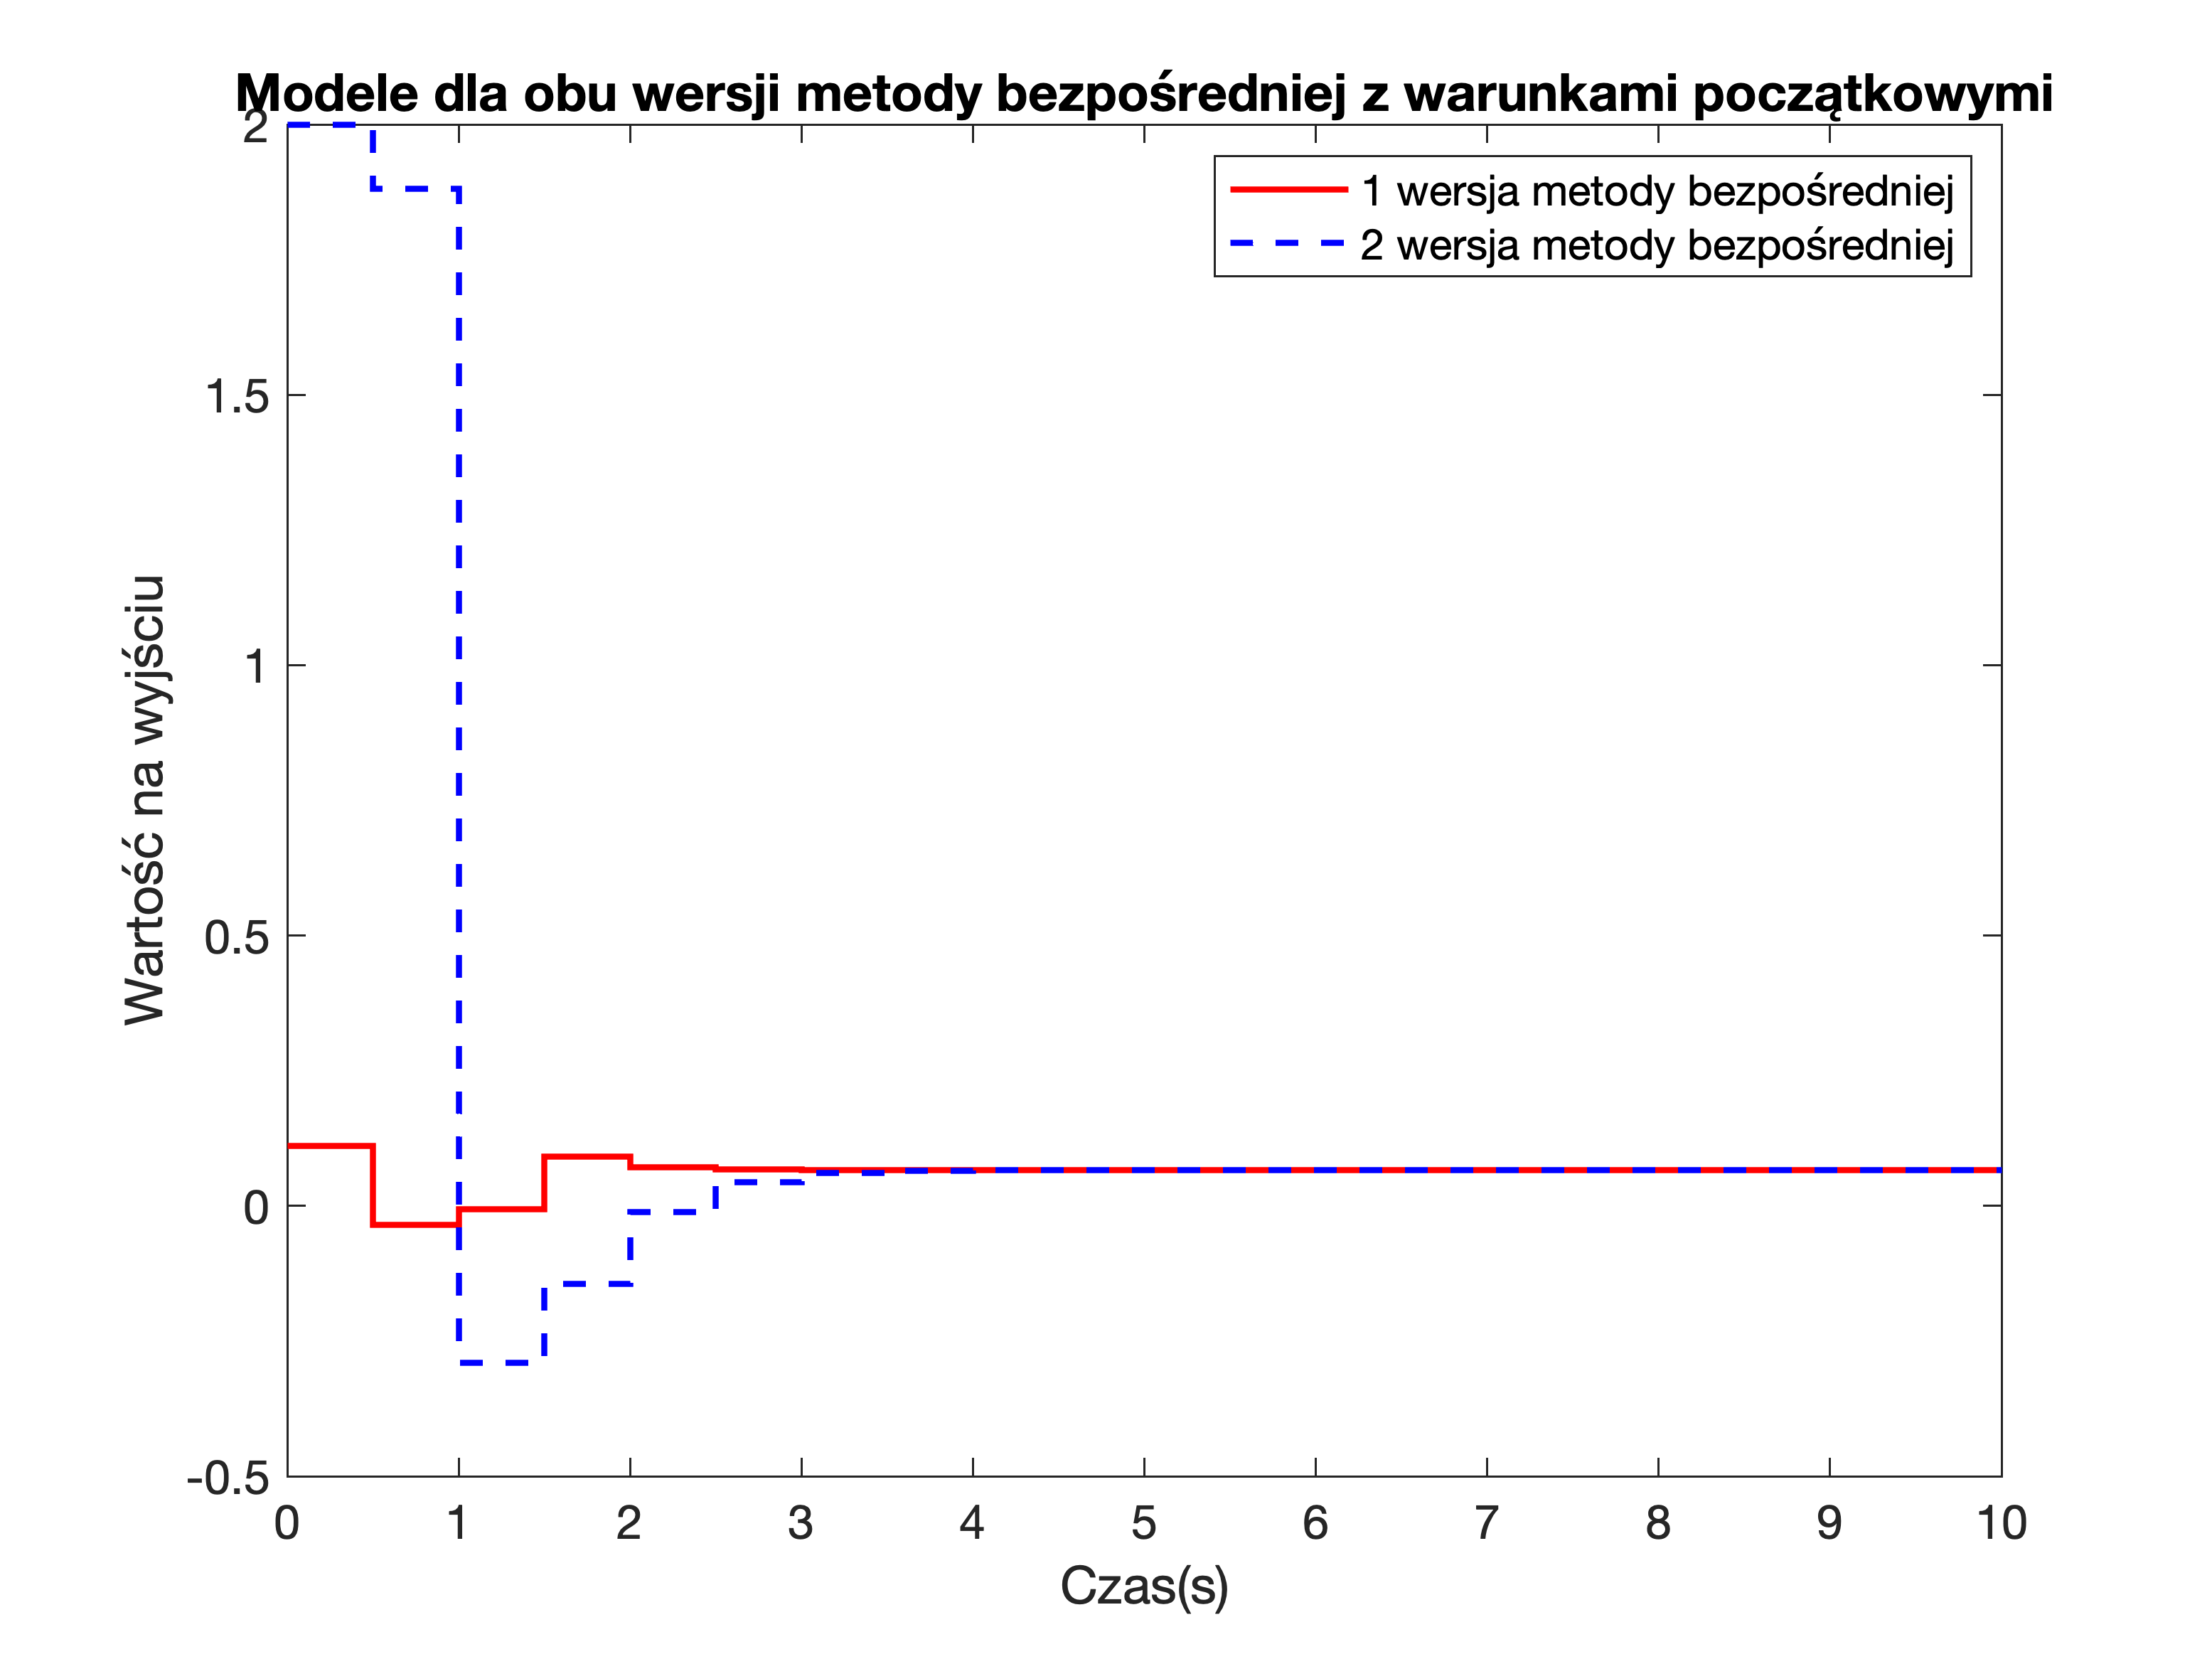 Modele dla obu wersji metody bezpośredniej z warunkami początkowymi
1 wersja metody bezpośredniej
2 wersja metody bezpośredniej
Wartość na wyjściu
2
1.5
1
0.5
0
-0.5
0 1 2 3 4 5 6 7 8 9 10
Czas(s)